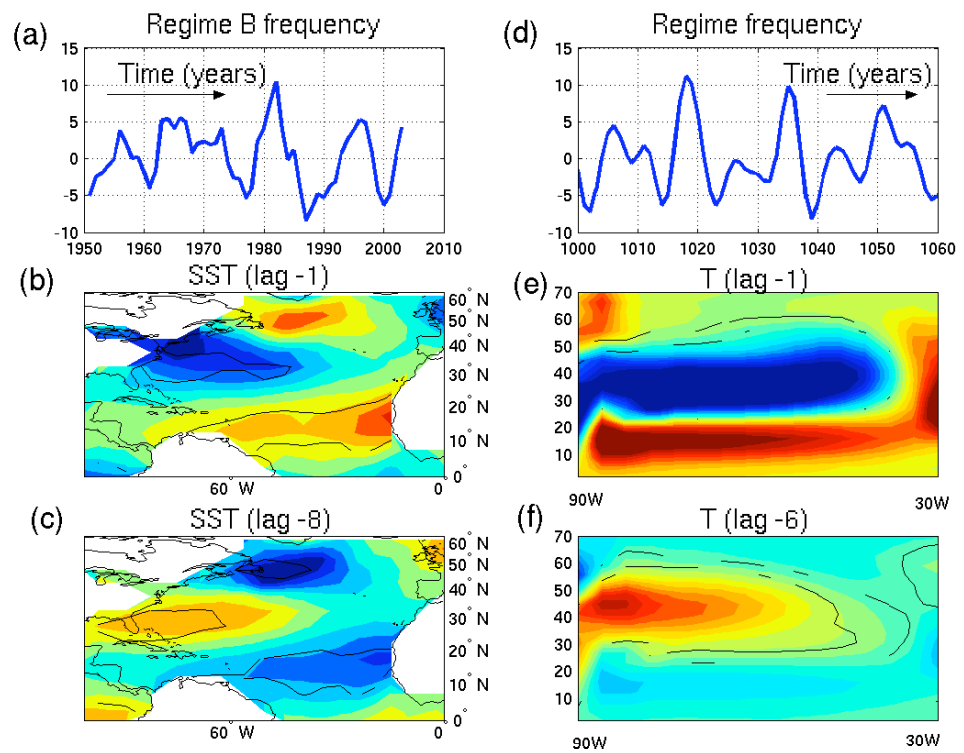 (a)
Regime B frequency
Time (years)
15
10
5
0
-5
-10
1950 1960 1970 1980 1990 2000 2010
(d)
Regime frequency
Time (years)
15
10
5
0
-5
-10
1000 1010 1020 1030 1040 1050 1060
(b)
SST (lag -1)
60° N
50° N
40° N
30° N
20° N
10° N
0°
60 W
0
(e)
T (lag -1)
70
60
50
40
30
20
10
90W 30W
(c)
SST (lag -8)
60° N
50° N
40° N
30° N
20° N
10° N
0°
60 W
0
(f)
T (lag -6)
70
60
50
40
30
20
10
90W 30W